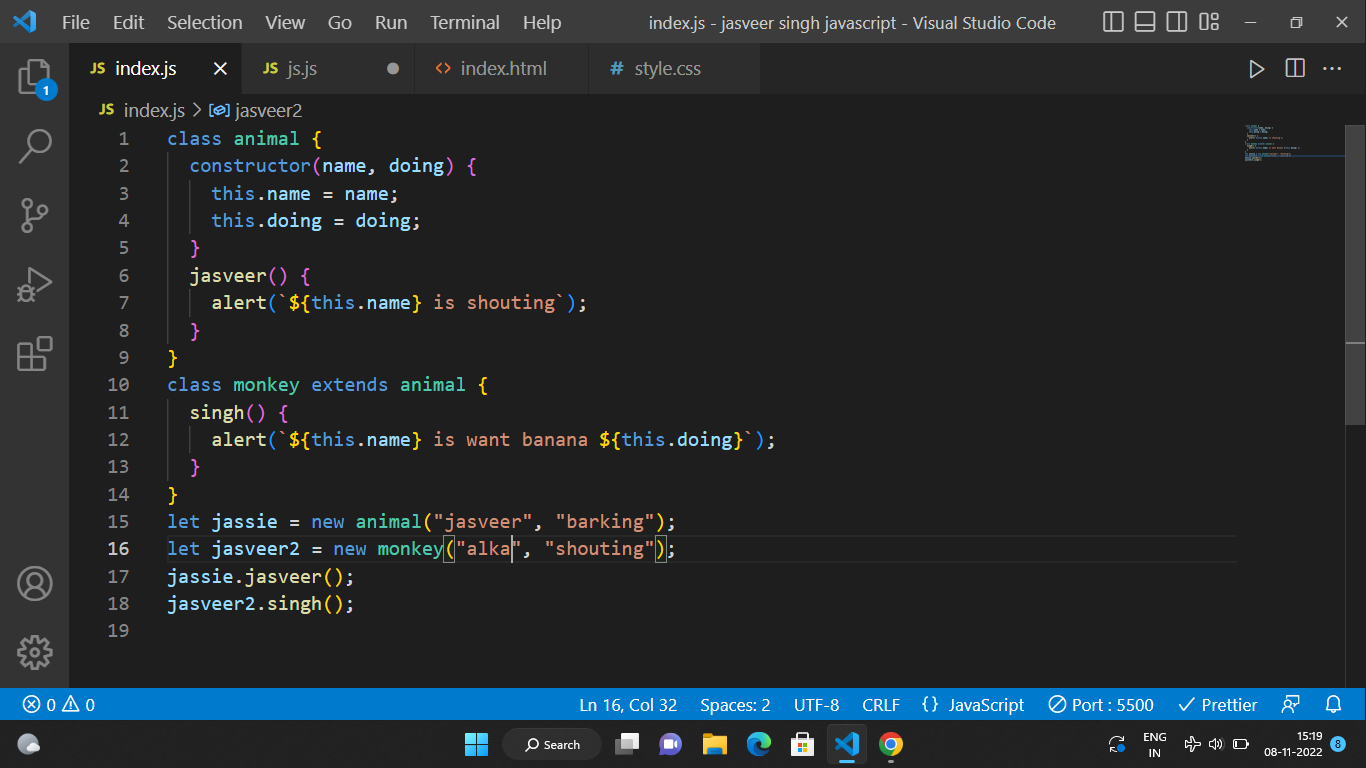 File Edit Selection View Go Run Terminal Help index.js - jasveer singh javascript - Visual Studio Code
JS index.js JS js.js index.html # style.css
1
JS index.js > jasveer2
1 class animal {
2 constructor(name, doing) {
3 this.name = name;
4 this.doing = doing;
5 }
6 jasveer() {
7 alert(`${this.name} is shouting`);
8 }
9 }
10 class monkey extends animal {
11 singh() {
12 alert(`${this.name} is want banana ${this.doing}`);
13 }
14 }
15 let jassie = new animal("jasveer", "barking");
16 let jasveer2 = new monkey("alka", "shouting");
17 jassie.jasveer();
18 jasveer2.singh();
19
0 0 Ln 16, Col 32 Spaces: 2 UTF-8 CRLF {} JavaScript Port : 5500 Prettier
Search ENG IN 15:19 08-11-2022 8